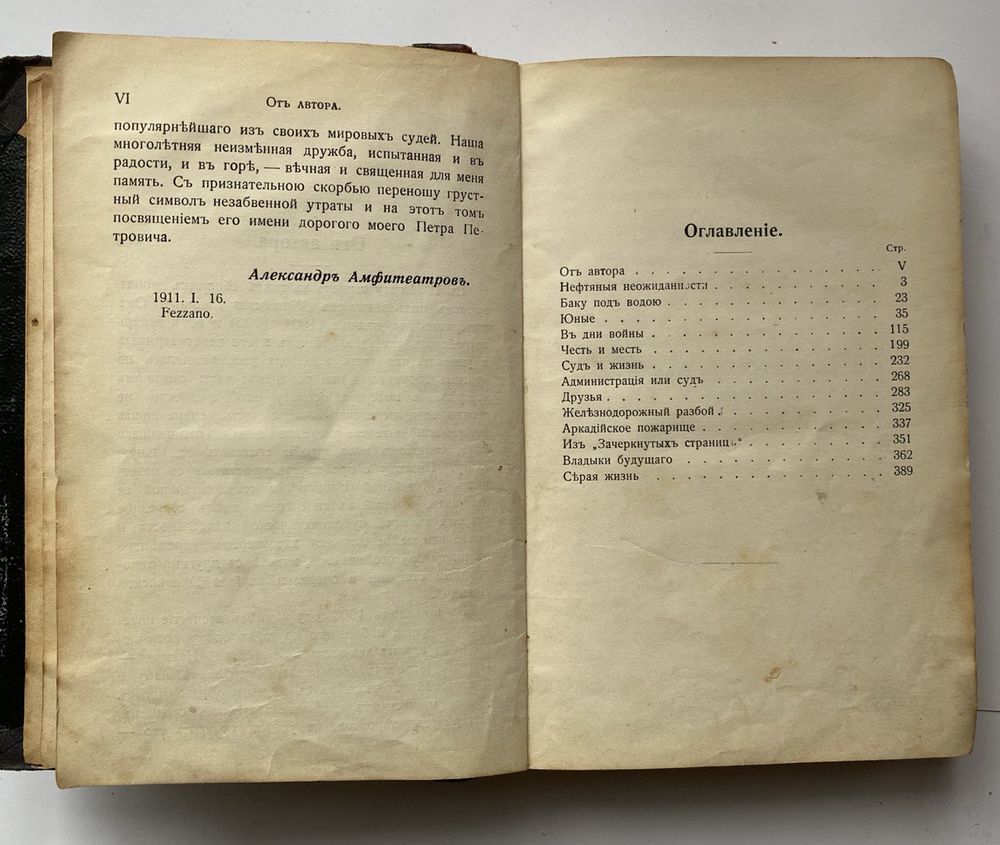 VI
Отъ автора.
популярнѣйшаго изъ своихъ мировыхъ судей. Наша
многолѣтняя неизмѣнная дружба, испытанная и въ
радости, и въ горѣ, — вѣчная и священная для меня
память. Съ признательною скорбью переношу груст-
ный символъ незабвенной утраты и на этотъ томъ
посвященіемъ его имени дорогого моего Петра Пе-
тровича.
Александръ Амфитеатровъ.
1911. I. 16.
Fezzano.
Оглавленіе.
Стр.
Отъ автора . . . . . . . . . . . . . . . . V
Нефтяныя неожиданности . . . . . . . . . . . 3
Баку подъ водою . . . . . . . . . . . . . . 23
Юные . . . . . . . . . . . . . . . . . . 35
Въ дни войны . . . . . . . . . . . . . . . 115
Честь и месть . . . . . . . . . . . . . . . 199
Судъ и жизнь . . . . . . . . . . . . . . . 232
Администрація или судъ . . . . . . . . . . . 268
Друзья . . . . . . . . . . . . . . . . . . 283
Желѣзнодорожный разбой . . . . . . . . . . . 325
Аркадійское пожарище . . . . . . . . . . . . 337
Изъ „Зачеркнутыхъ страницъ“ . . . . . . . . . 351
Владыки будущаго . . . . . . . . . . . . . 362
Сѣрая жизнь . . . . . . . . . . . . . . . 389